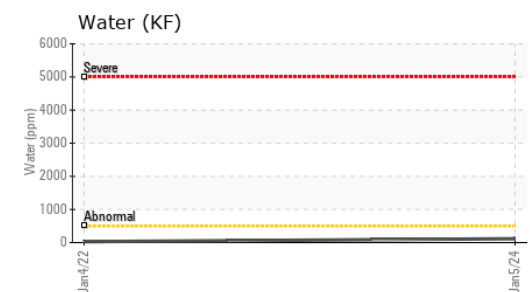 Water (KF)
6000
Severe
5000
4000
Water (ppm)
3000
2000
1000
Abnormal
0
Jan4/22
Jan5/24